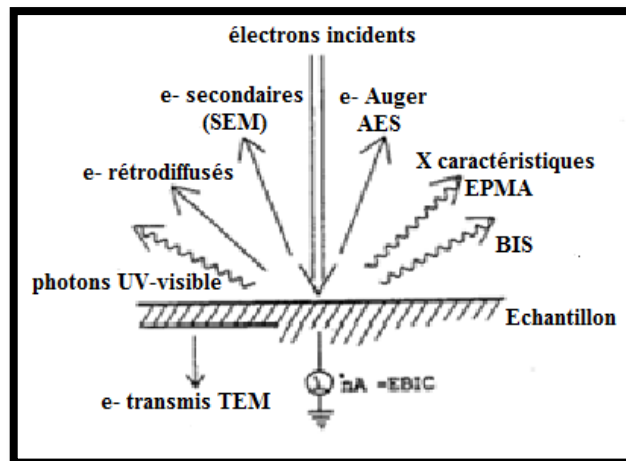 électrons incidents
e- secondaires
(SEM)
e- Auger
AES
X caractéristiques
EPMA
e- rétrodiffusés
BIS
photons UV-visible
Echantillon
nA =EBIC
e- transmis TEM